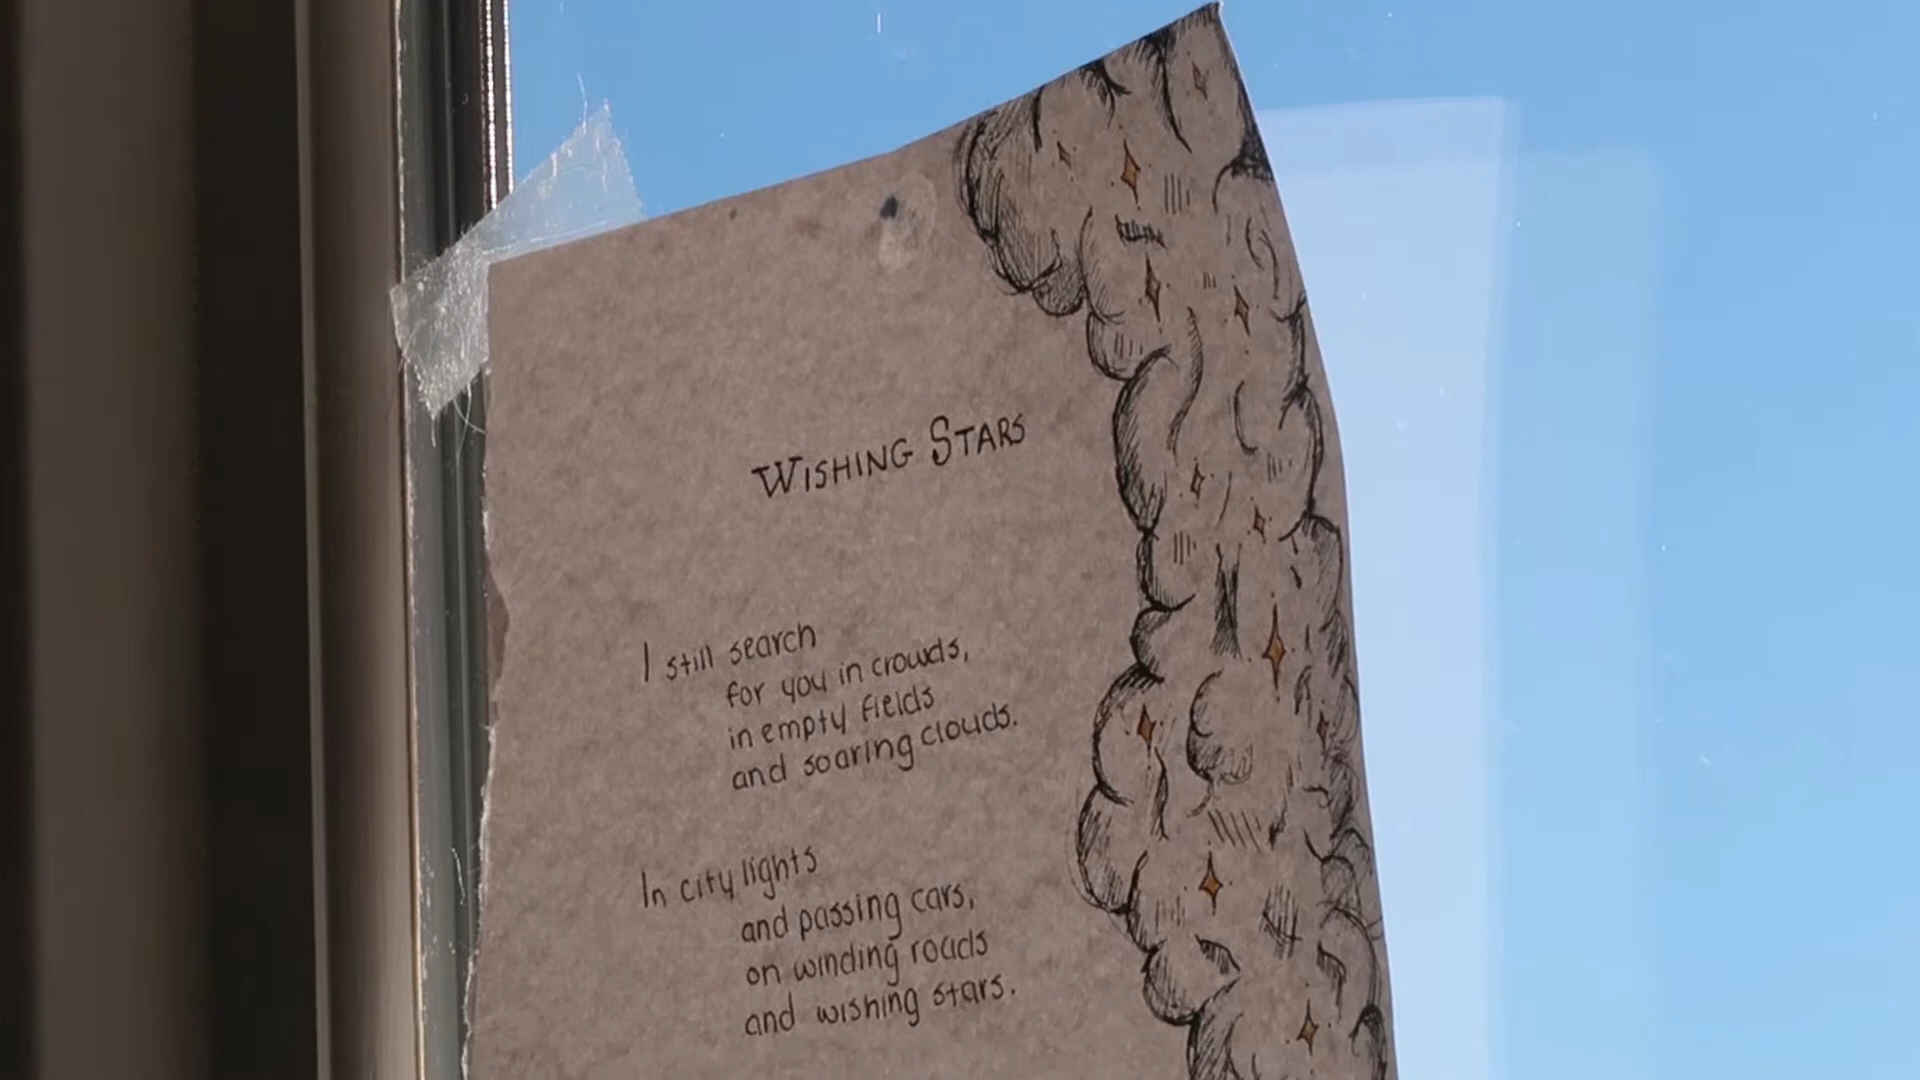 WISHING STARS
I still search
for you in crowds,
in empty fields
and soaring clouds.
In city lights
and passing cars,
on winding roads
and wishing stars.